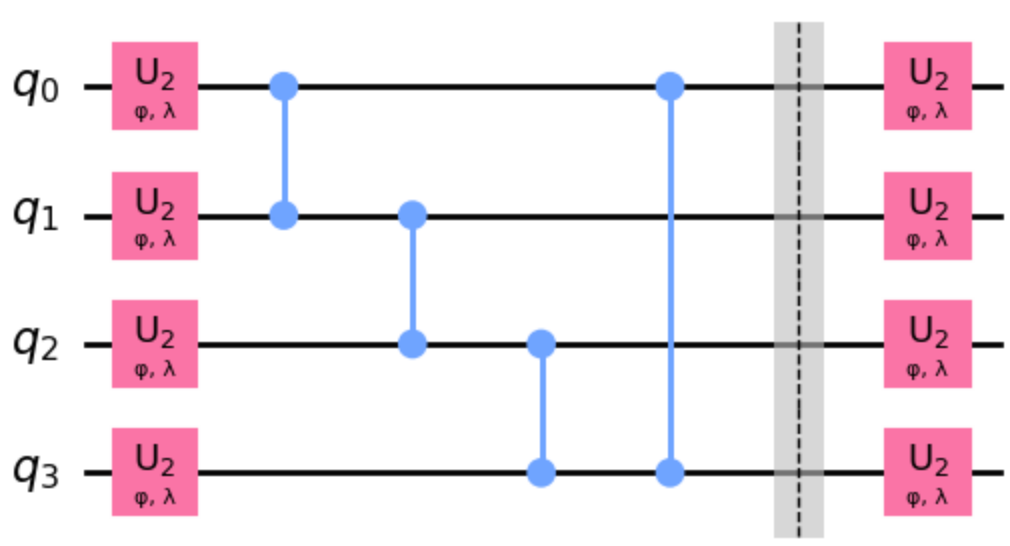 q₀ U₂ U₂
φ, λ φ, λ
q₁ U₂ U₂
φ, λ φ, λ
q₂ U₂ U₂
φ, λ φ, λ
q₃ U₂ U₂
φ, λ φ, λ